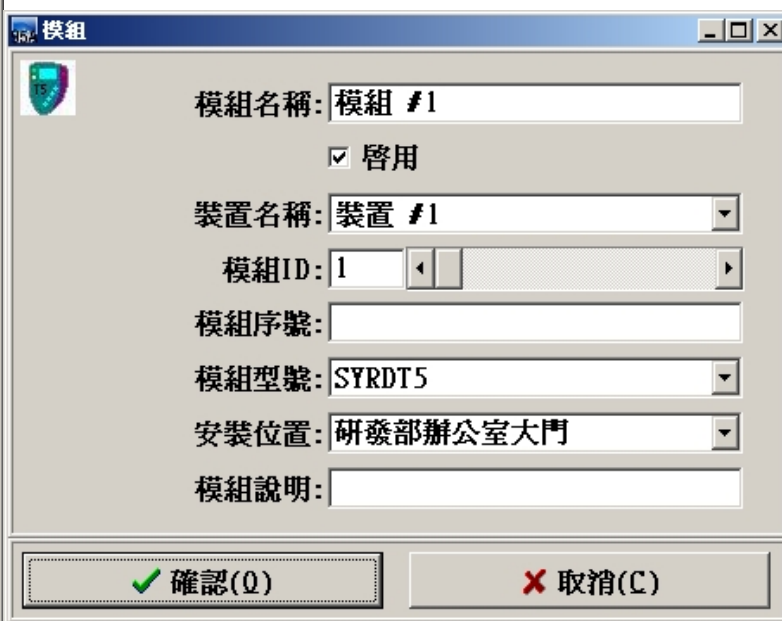 模組
模組名稱: 模組 #1
啓用
裝置名稱: 裝置 #1
模組ID: 1
模組序號:
模組型號: SYRDT5
安裝位置: 研發部辦公室大門
模組說明:
確認(O)
取消(C)
T5